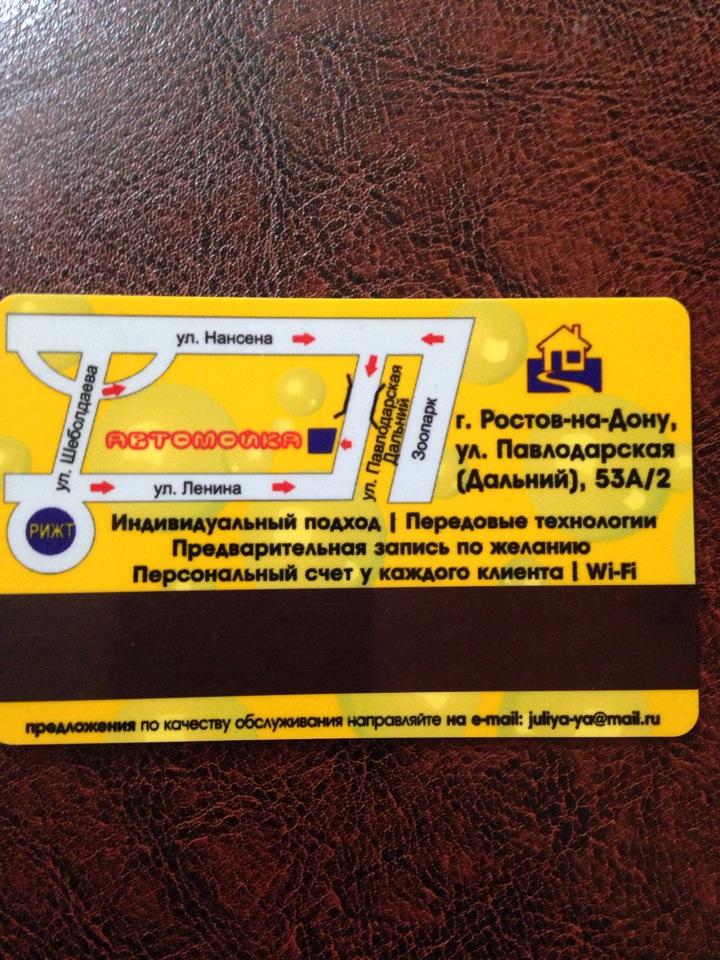 ул. Нансена
ул. Шеболдаева
АВТОМОЙКА
ул. Павлодарская
Дальний
Зоопарк
ул. Ленина
РИЖТ
г. Ростов-на-Дону,
ул. Павлодарская
(Дальний), 53А/2
Индивидуальный подход | Передовые технологии
Предварительная запись по желанию
Персональный счет у каждого клиента | Wi-Fi
предложения по качеству обслуживания направляйте на e-mail: juliya-ya@mail.ru